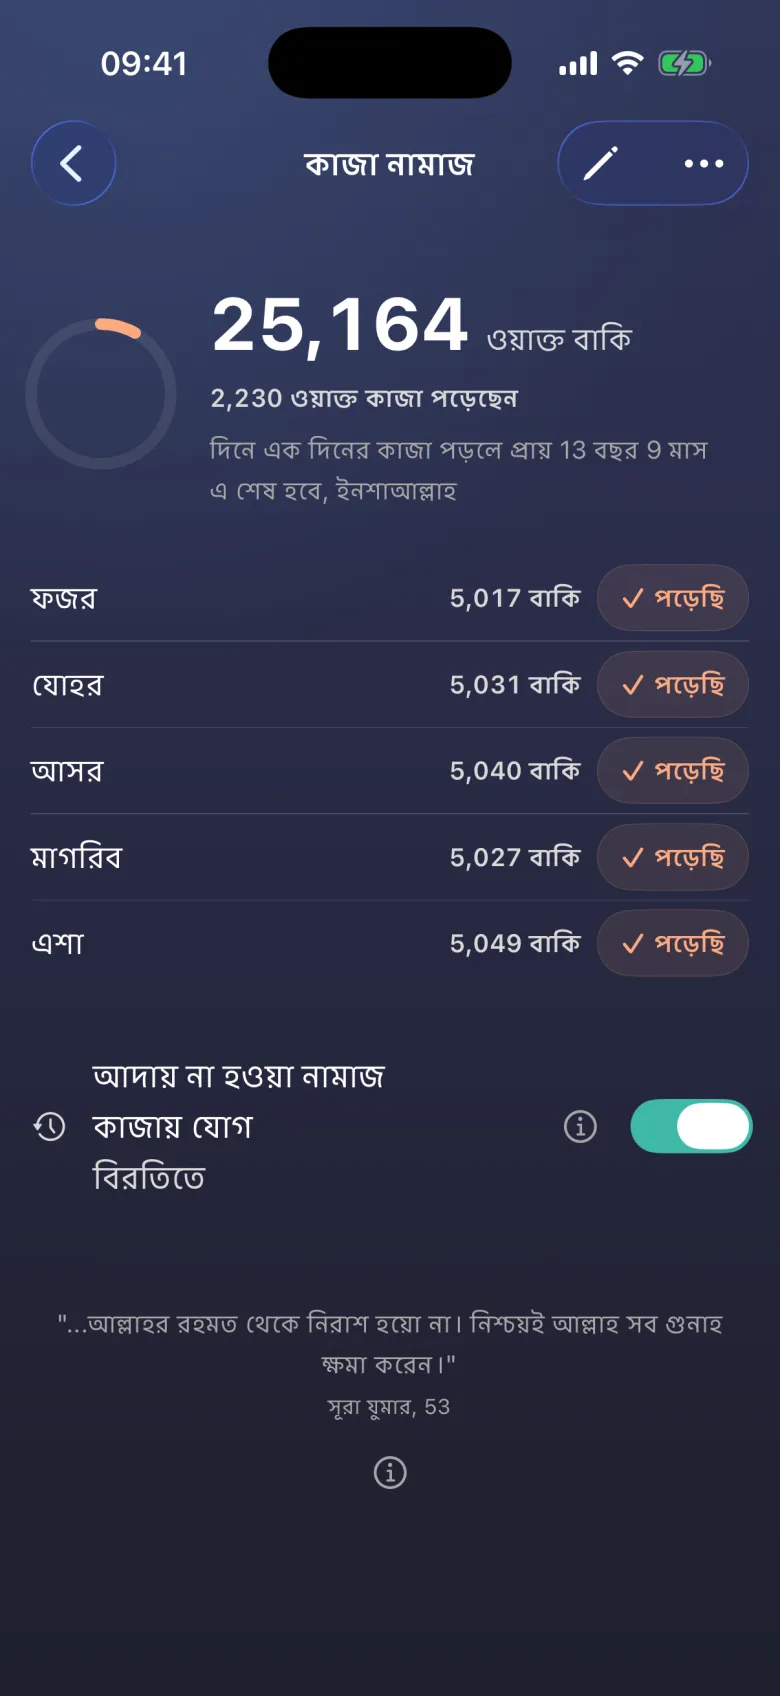 09:41
কাজা নামাজ
25,164 ওয়াক্ত বাকি
2,230 ওয়াক্ত কাজা পড়েছেন
দিনে এক দিনের কাজা পড়লে প্রায় 13 বছর 9 মাস
এ শেষ হবে, ইনশাআল্লাহ
ফজর 5,017 বাকি ✓ পড়েছি
যোহর 5,031 বাকি ✓ পড়েছি
আসর 5,040 বাকি ✓ পড়েছি
মাগরিব 5,027 বাকি ✓ পড়েছি
এশা 5,049 বাকি ✓ পড়েছি
আদায় না হওয়া নামাজ
কাজায় যোগ
বিরতিতে
"...আল্লাহর রহমত থেকে নিরাশ হয়ো না। নিশ্চয়ই আল্লাহ সব গুনাহ
ক্ষমা করেন।"
সূরা যুমার, 53